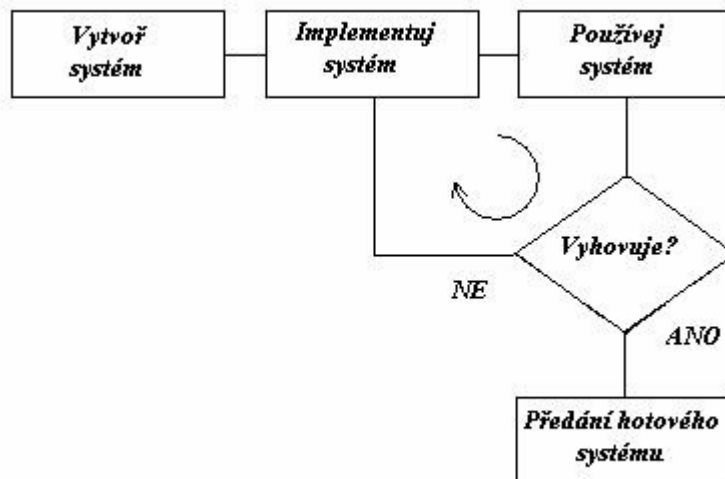 Vytvoř
systém
Implementuj
systém
Používej
systém
Vyhovuje?
NE
ANO
Předání hotového
systému